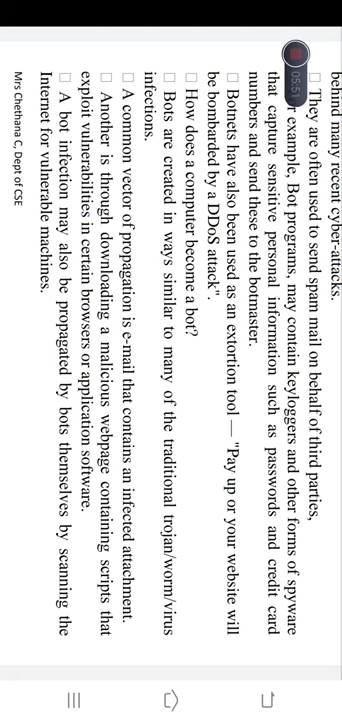 behind many recent cyber-attacks.
□ They are often used to send spam mail on behalf of third parties,
05:51
r example, Bot programs, may contain keyloggers and other forms of spyware
that capture sensitive personal information such as passwords and credit card
numbers and send these to the botmaster.
□ Botnets have also been used as an extortion tool — "Pay up or your website will
be bombarded by a DDoS attack".
□ How does a computer become a bot?
□ Bots are created in ways similar to many of the traditional trojan/worm/virus
infections.
□ A common vector of propagation is e-mail that contains an infected attachment.
□ Another is through downloading a malicious webpage containing scripts that
exploit vulnerabilities in certain browsers or application software.
□ A bot infection may also be propagated by bots themselves by scanning the
Internet for vulnerable machines.
Mrs Chethana C, Dept of CSE